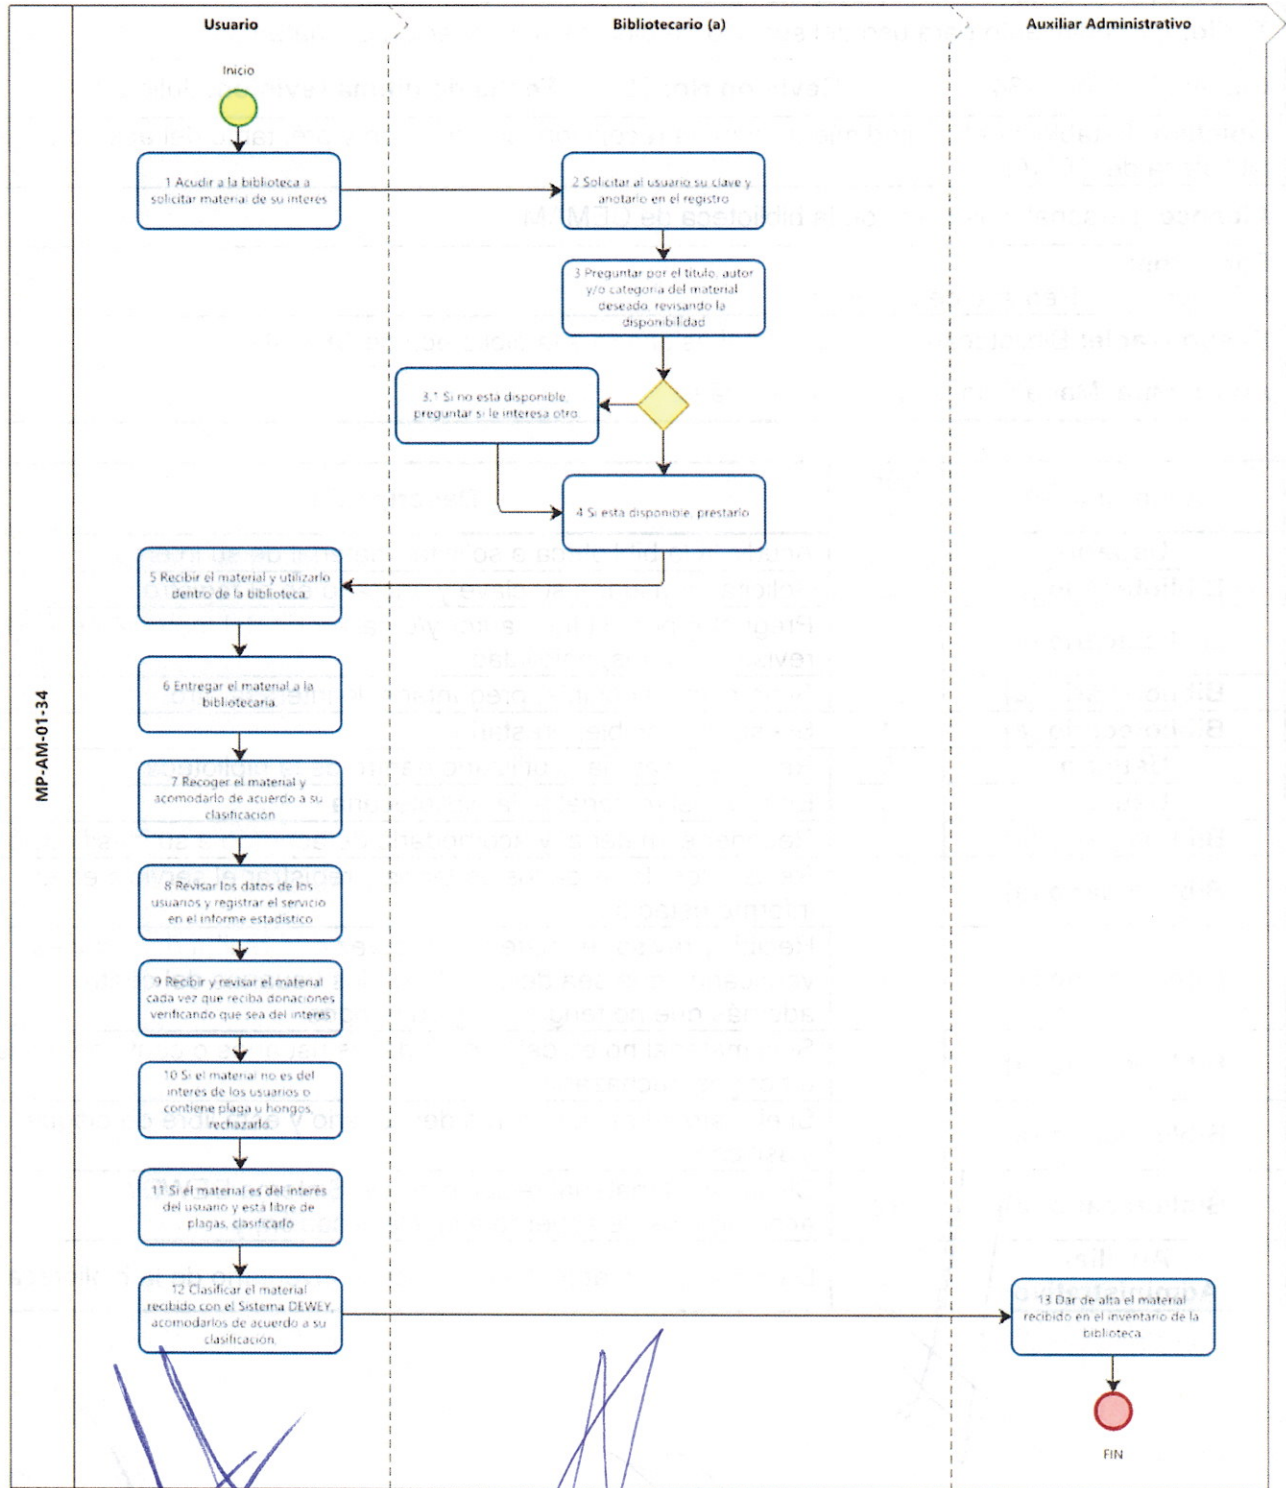 Usuario
Bibliotecario (a)
Auxiliar Administrativo
Inicio
1 Acudir a la biblioteca a
solicitar material de su interés
2 Solicitar al usuario su clave y
anotarlo en el registro
3 Preguntar por el titulo, autor
y/o categoria del material
deseado, revisando la
disponibilidad
3.1 Si no esta disponible,
preguntar si le interesa otro
4 Si esta disponible, prestarlo
5 Recibir el material y utilizarlo
dentro de la biblioteca.
6 Entregar el material a la
bibliotecaria.
7 Recoger el material y
acomodarlo de acuerdo a su
clasificación
8 Revisar los datos de los
usuarios y registrar el servicio
en el informe estadístico
9 Recibir y revisar el material
cada vez que reciba donaciones
verificando que sea del interés
10 Si el material no es del
interes de los usuarios o
contiene plaga u hongos,
rechazarlo.
11 Si el material es del interés
del usuario y esta libre de
plagas, clasificarlo
12 Clasificar el material
recibido con el Sistema DEWEY,
acomodarlos de acuerdo a su
clasificación.
13 Dar de alta el material
recibido en el inventario de la
biblioteca
FIN
MP-AM-01-34